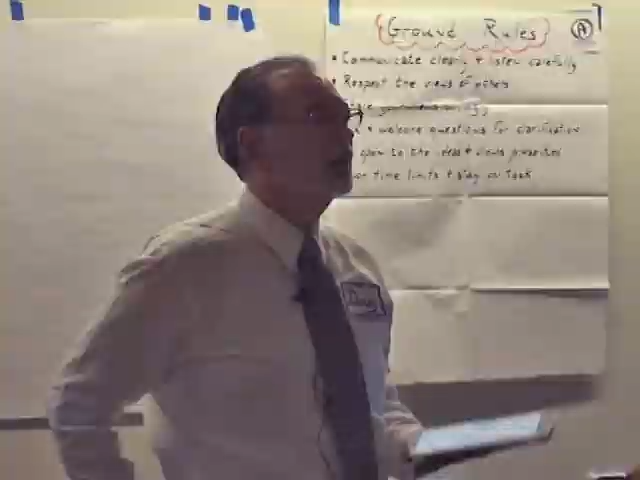 Ground Rules A
• Communicate clearly + listen carefully
• Respect the views of others
+ welcome questions for clarification
open to the ideas + views presented
time limits + stay on task